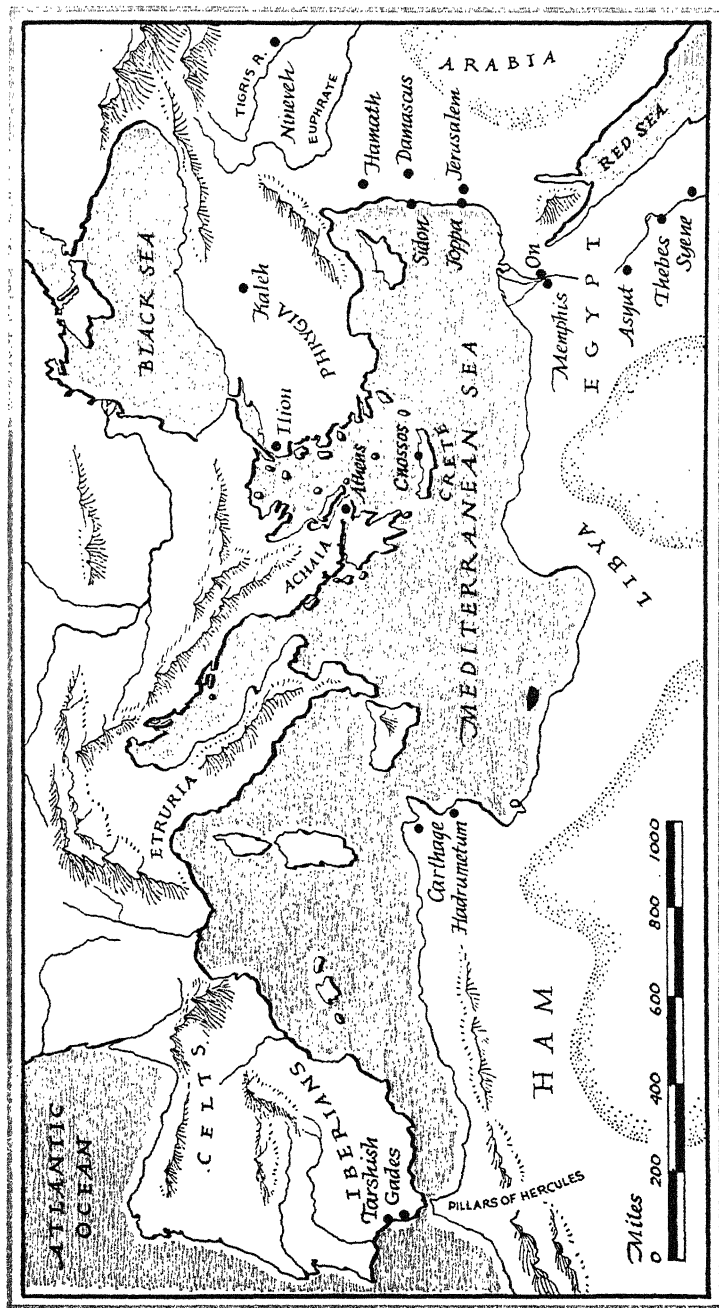 ATLANTIC
OCEAN
CELTS
IBERIANS
Tarshish
Gades
PILLARS OF HERCULES
ETRURIA
Carthage
Hadrumetum
HAM
ACHAIA
Athens
Ilion
Cnossos
CRETE
MEDITERRANEAN SEA
LIBYA
BLACK SEA
Kaleh
PHRYGIA
TIGRIS R.
Nineveh
EUPHRATE
Hamath
Damascus
Sidon
Jerusalem
Joppa
ARABIA
RED SEA
On
Memphis
EGYPT
Asyut
Thebes
Syene
Miles
0 200 400 600 800 1000